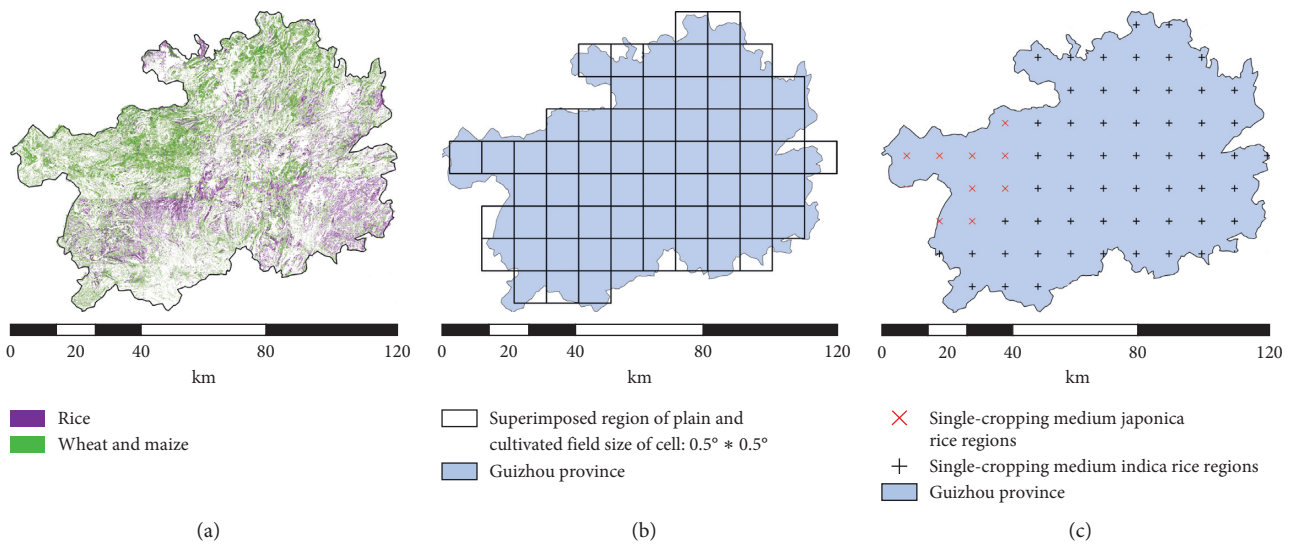 0 20 40 80 120
km
Rice
Wheat and maize
(a)
0 20 40 80 120
km
Superimposed region of plain and
cultivated field size of cell: 0.5° ∗ 0.5°
Guizhou province
(b)
0 20 40 80 120
km
Single-cropping medium japonica
rice regions
Single-cropping medium indica rice regions
Guizhou province
(c)